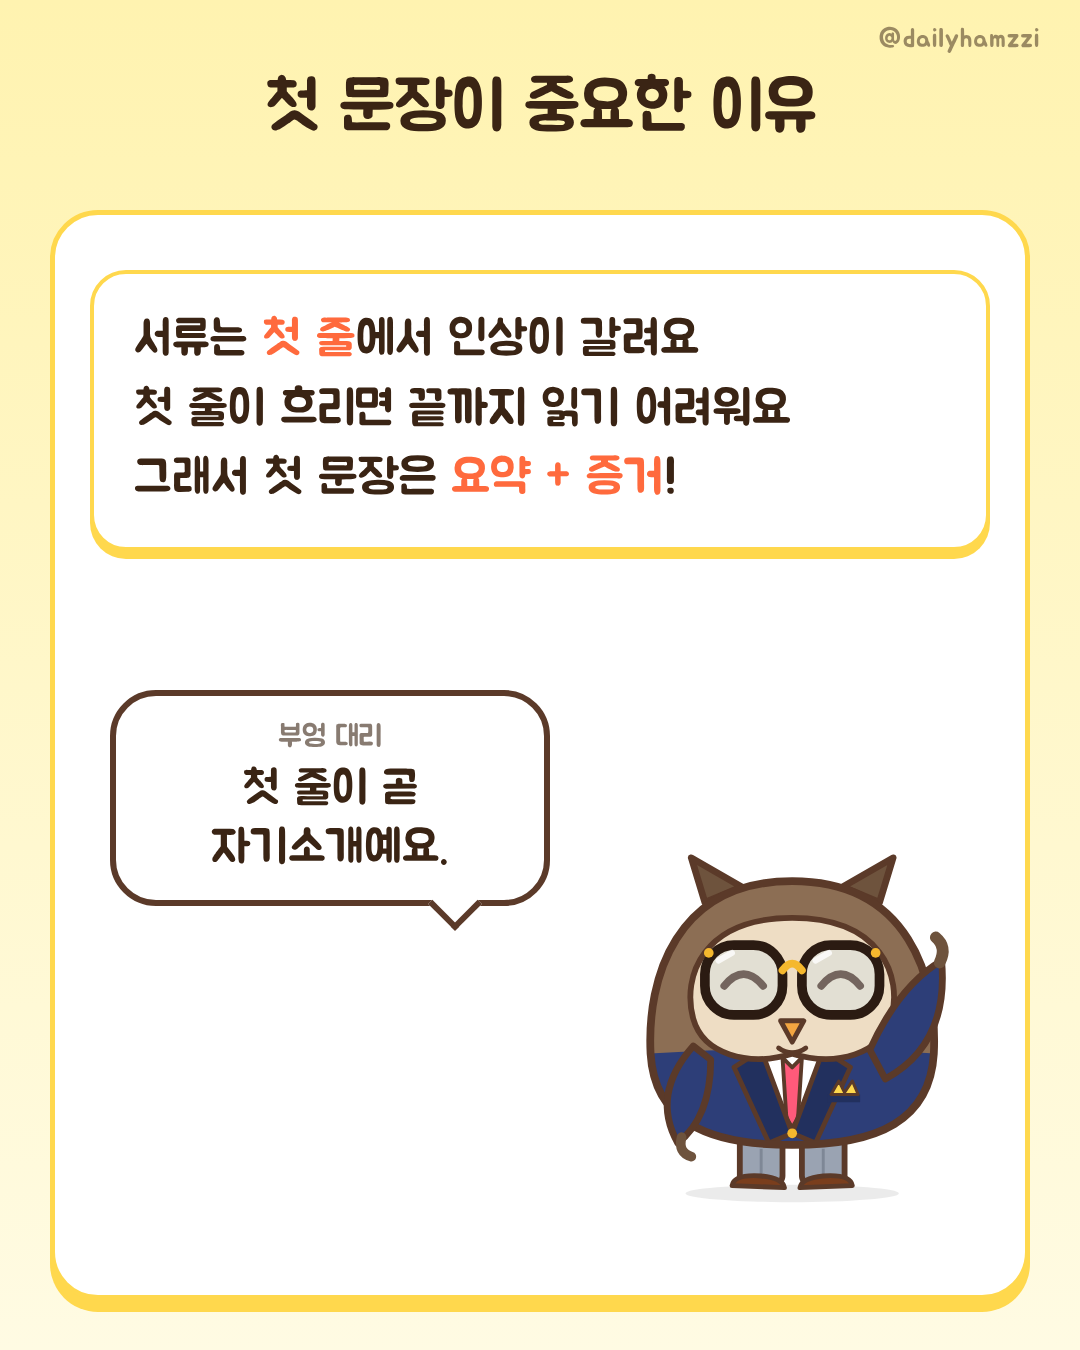 @dailyhamzzi
첫 문장이 중요한 이유
서류는 첫 줄에서 인상이 갈려요
첫 줄이 흐리면 끝까지 읽기 어려워요
그래서 첫 문장은 요약 + 증거!
부엉 대리
첫 줄이 곧
자기소개예요.